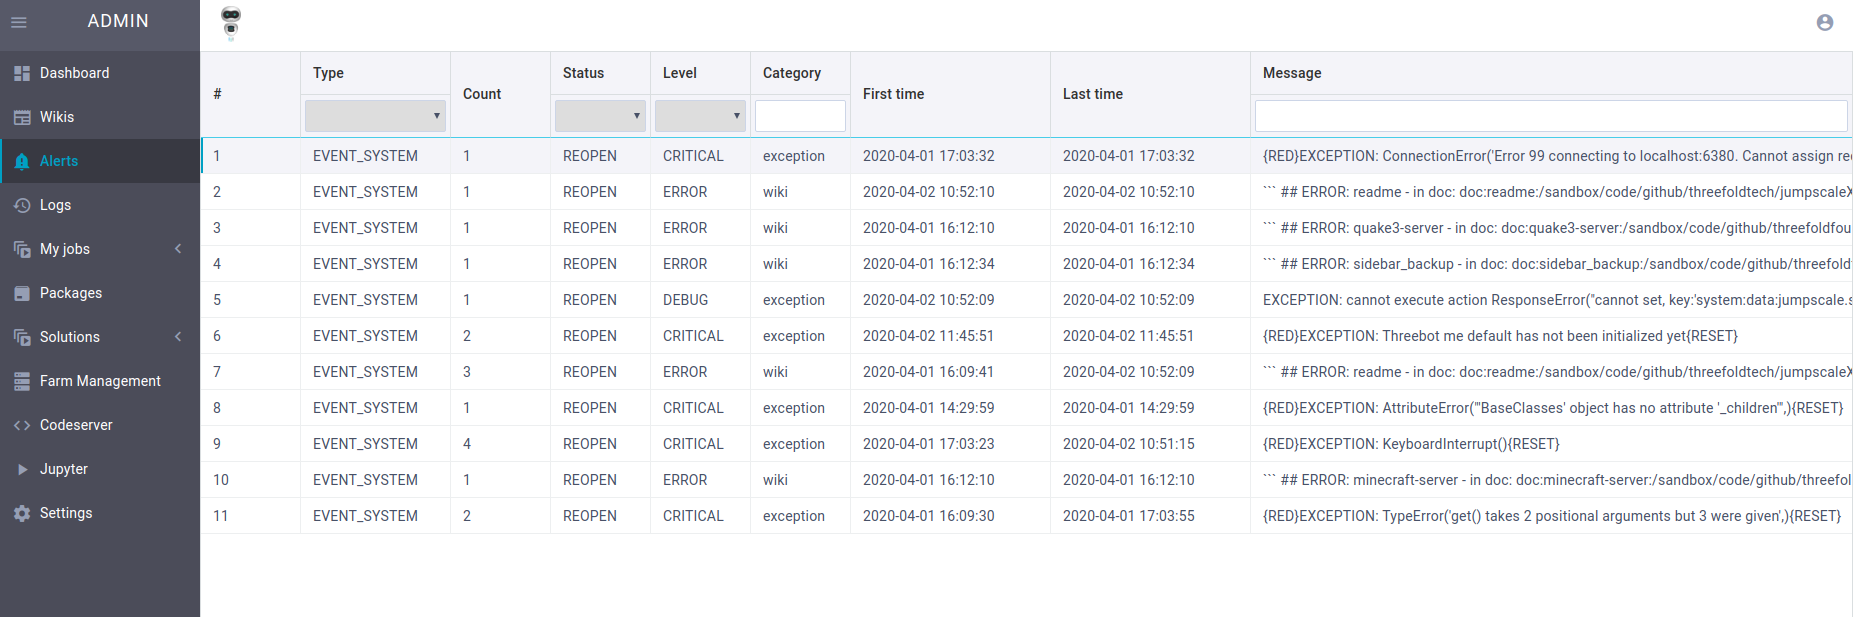 ADMIN
Dashboard
Wikis
Alerts
Logs
My jobs
Packages
Solutions
Farm Management
Codeserver
Jupyter
Settings
# Type Count Status Level Category First time Last time Message
1 EVENT_SYSTEM 1 REOPEN CRITICAL exception 2020-04-01 17:03:32 2020-04-01 17:03:32 {RED}EXCEPTION: ConnectionError('Error 99 connecting to localhost:6380. Cannot assign re
2 EVENT_SYSTEM 1 REOPEN ERROR wiki 2020-04-02 10:52:10 2020-04-02 10:52:10 ``` ## ERROR: readme - in doc: doc:readme:/sandbox/code/github/threefoldtech/jumpscaleX
3 EVENT_SYSTEM 1 REOPEN ERROR wiki 2020-04-01 16:12:10 2020-04-01 16:12:10 ``` ## ERROR: quake3-server - in doc: doc:quake3-server:/sandbox/code/github/threefoldfou
4 EVENT_SYSTEM 1 REOPEN ERROR wiki 2020-04-01 16:12:34 2020-04-01 16:12:34 ``` ## ERROR: sidebar_backup - in doc: doc:sidebar_backup:/sandbox/code/github/threefold
5 EVENT_SYSTEM 1 REOPEN DEBUG exception 2020-04-02 10:52:09 2020-04-02 10:52:09 EXCEPTION: cannot execute action ResponseError("cannot set, key:'system:data:jumpscale.s
6 EVENT_SYSTEM 2 REOPEN CRITICAL exception 2020-04-02 11:45:51 2020-04-02 11:45:51 {RED}EXCEPTION: Threebot me default has not been initialized yet{RESET}
7 EVENT_SYSTEM 3 REOPEN ERROR wiki 2020-04-01 16:09:41 2020-04-02 10:52:09 ``` ## ERROR: readme - in doc: doc:readme:/sandbox/code/github/threefoldtech/jumpscaleX
8 EVENT_SYSTEM 1 REOPEN CRITICAL exception 2020-04-01 14:29:59 2020-04-01 14:29:59 {RED}EXCEPTION: AttributeError("'BaseClasses' object has no attribute '_children'",){RESET}
9 EVENT_SYSTEM 4 REOPEN CRITICAL exception 2020-04-01 17:03:23 2020-04-02 10:51:15 {RED}EXCEPTION: KeyboardInterrupt(){RESET}
10 EVENT_SYSTEM 1 REOPEN ERROR wiki 2020-04-01 16:12:10 2020-04-01 16:12:10 ``` ## ERROR: minecraft-server - in doc: doc:minecraft-server:/sandbox/code/github/threefol
11 EVENT_SYSTEM 2 REOPEN CRITICAL exception 2020-04-01 16:09:30 2020-04-01 17:03:55 {RED}EXCEPTION: TypeError('get() takes 2 positional arguments but 3 were given',){RESET}